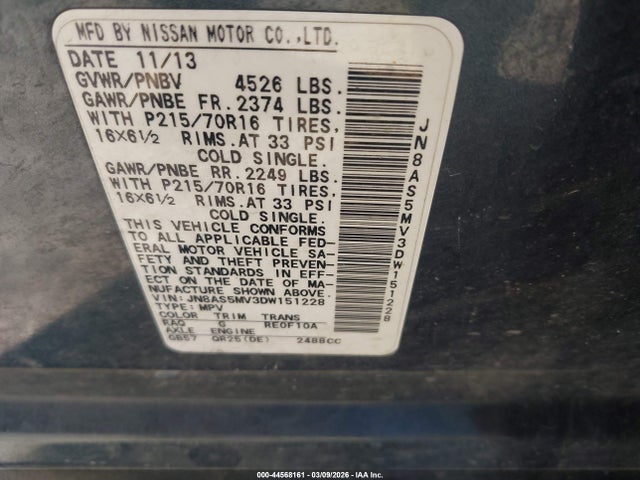 MFD BY NISSAN MOTOR CO.,LTD.
DATE 11/13
GVWR/PNBV 4526 LBS.
GAWR/PNBE FR. 2374 LBS.
WITH P215/70R16 TIRES,
16X6½ RIMS. AT 33 PSI
COLD SINGLE.
GAWR/PNBE RR. 2249 LBS.
WITH P215/70R16 TIRES,
16X6½ RIMS. AT 33 PSI
COLD SINGLE.
THIS VEHICLE CONFORMS
TO ALL APPLICABLE FED-
ERAL MOTOR VEHICLE SA-
FETY AND THEFT PREVEN-
TION STANDARDS IN EFF-
ECT ON THE DATE OF MA-
NUFACTURE SHOWN ABOVE.
VIN: JN8AS5MV3DW151228
TYPE: MPV
COLOR TRIM TRANS
RAQ G RE0F10A
AXLE ENGINE
GB57 QR25(DE) 2488CC
JN8AS5MV3DW151228
000-44568161 - 03/09/2026 - IAA Inc.